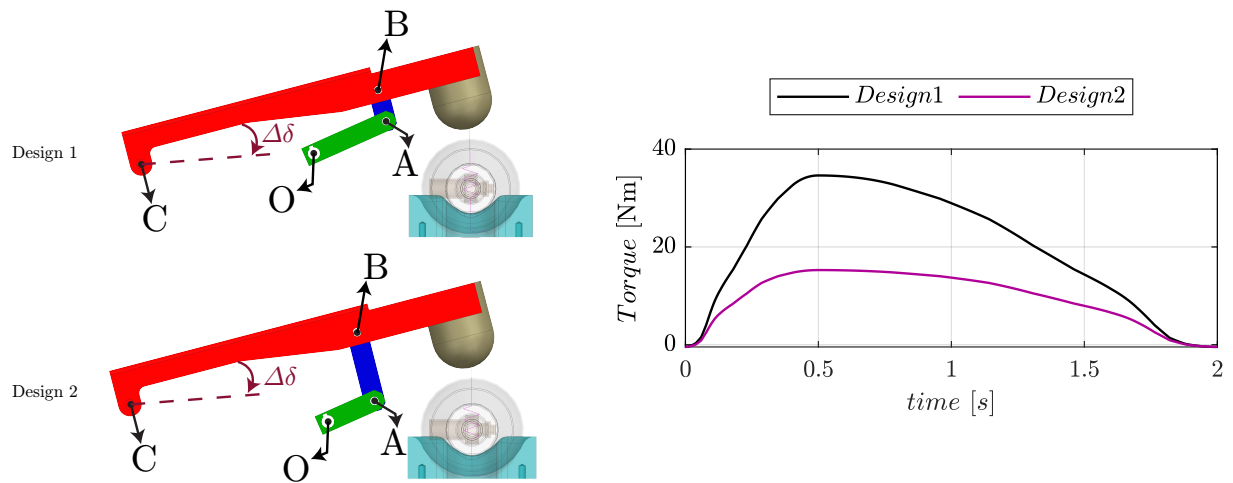 Design 1
B
Δδ
A
O
C
Design 2
B
Δδ
A
O
C
Design1
Design2
Torque [Nm]
40
20
0
0
0.5
1
1.5
2
time [s]